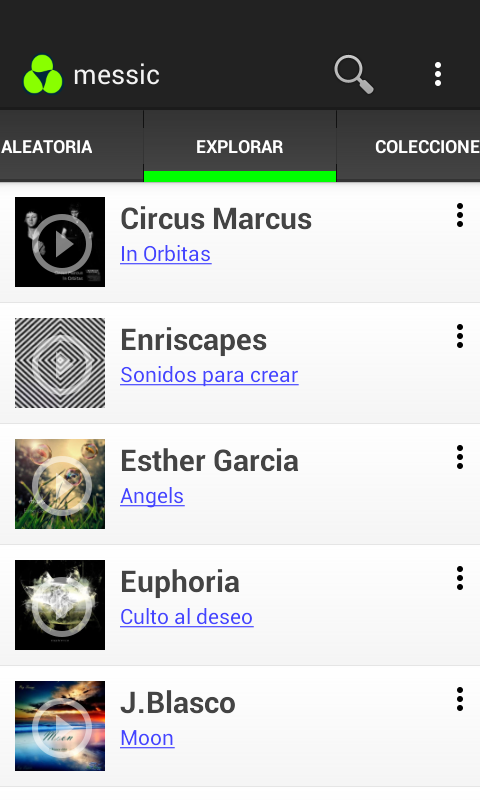 messic
ALEATORIA
EXPLORAR
COLECCIONE
Circus Marcus
In Orbitas
Enriscapes
Sonidos para crear
Esther Garcia
Angels
Euphoria
Culto al deseo
J.Blasco
Moon
Moon